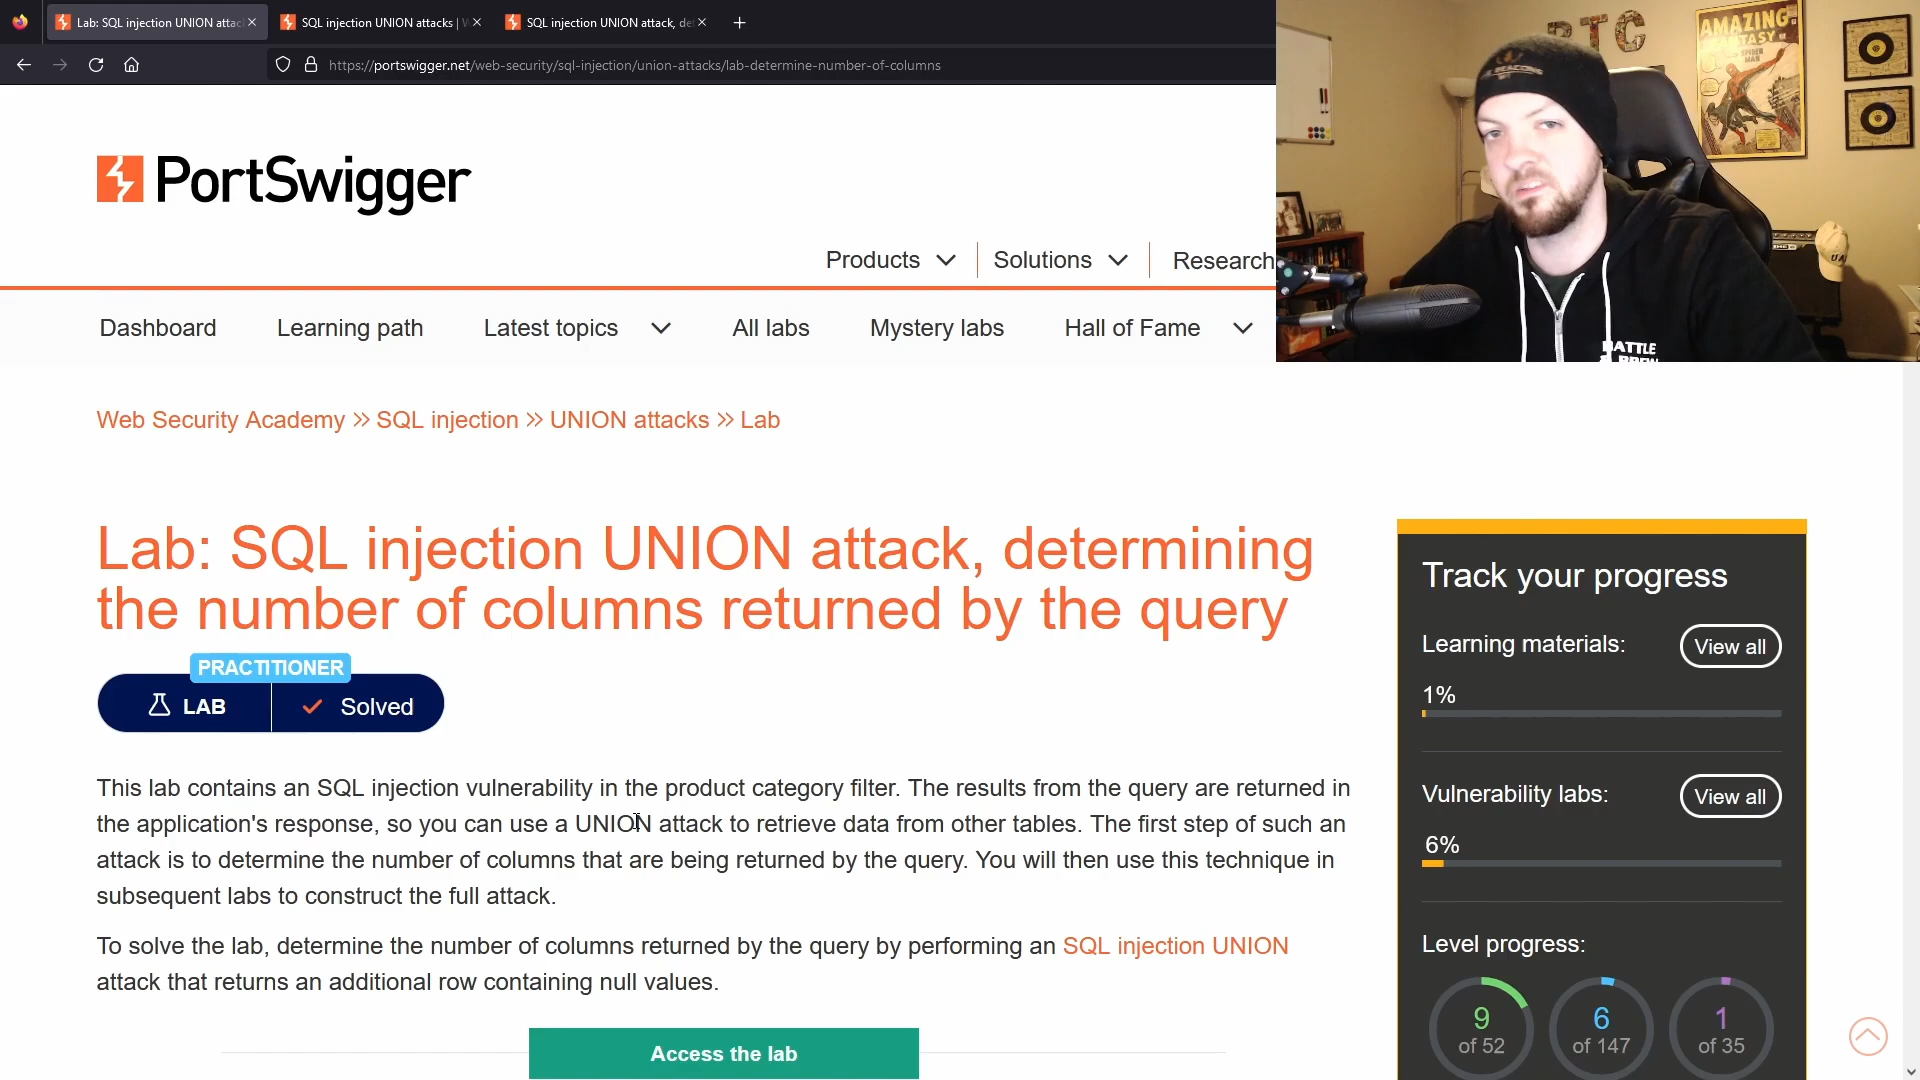 Lab: SQL injection UNION attac
SQL injection UNION attacks | W
SQL injection UNION attack, de
https://portswigger.net/web-security/sql-injection/union-attacks/lab-determine-number-of-columns
PortSwigger
Products
Solutions
Research
Dashboard
Learning path
Latest topics
All labs
Mystery labs
Hall of Fame
RTC
AMAZING
FANTASY
UA
BATTLE
Web Security Academy >> SQL injection >> UNION attacks >> Lab
Lab: SQL injection UNION attack, determining
the number of columns returned by the query
PRACTITIONER
LAB
Solved
This lab contains an SQL injection vulnerability in the product category filter. The results from the query are returned in
the application's response, so you can use a UNION attack to retrieve data from other tables. The first step of such an
attack is to determine the number of columns that are being returned by the query. You will then use this technique in
subsequent labs to construct the full attack.
To solve the lab, determine the number of columns returned by the query by performing an SQL injection UNION
attack that returns an additional row containing null values.
Access the lab
Track your progress
Learning materials:
View all
1%
Vulnerability labs:
View all
6%
Level progress:
9
of 52
6
of 147
1
of 35